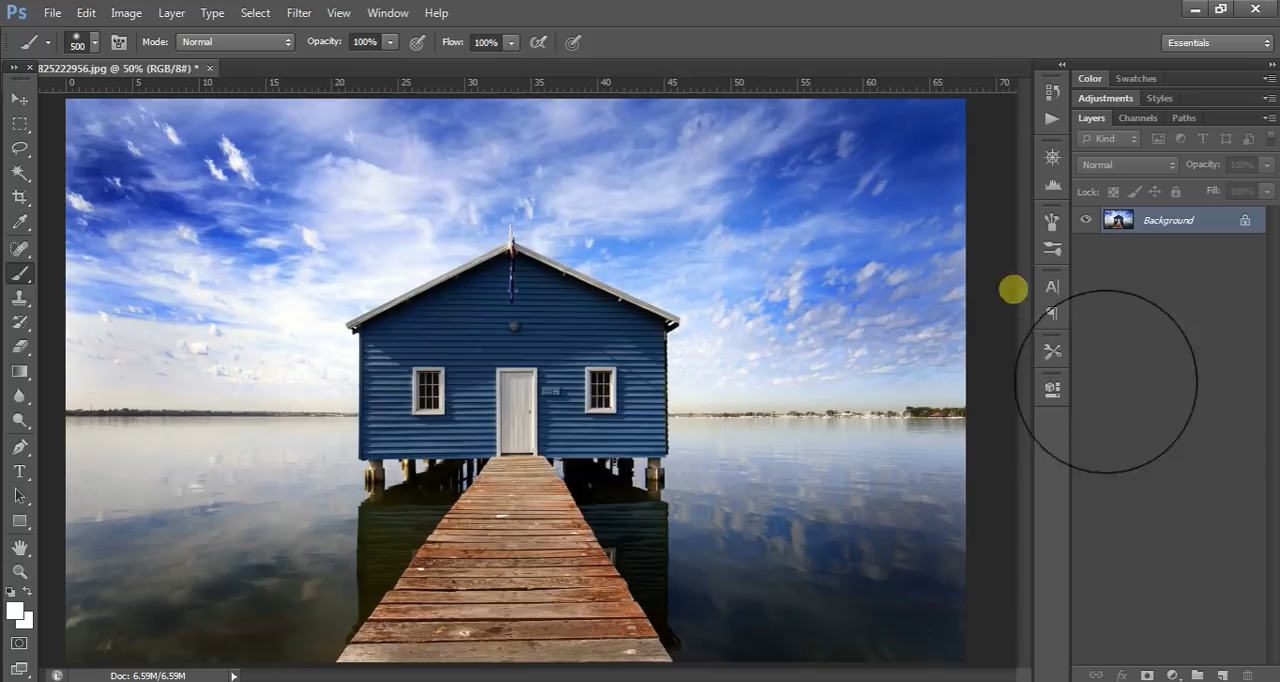 Ps File Edit Image Layer Type Select Filter View Window Help
500 Mode: Normal Opacity: 100% Flow: 100% Essentials
825222956.jpg @ 50% (RGB/8#) * ×
0 5 10 15 20 25 30 35 40 45 50 55 60 65 70
Color Swatches
Adjustments Styles
Layers Channels Paths
Kind
Normal Opacity: 100%
Lock: Fill: 100%
Background
Doc: 6.59M/6.59M